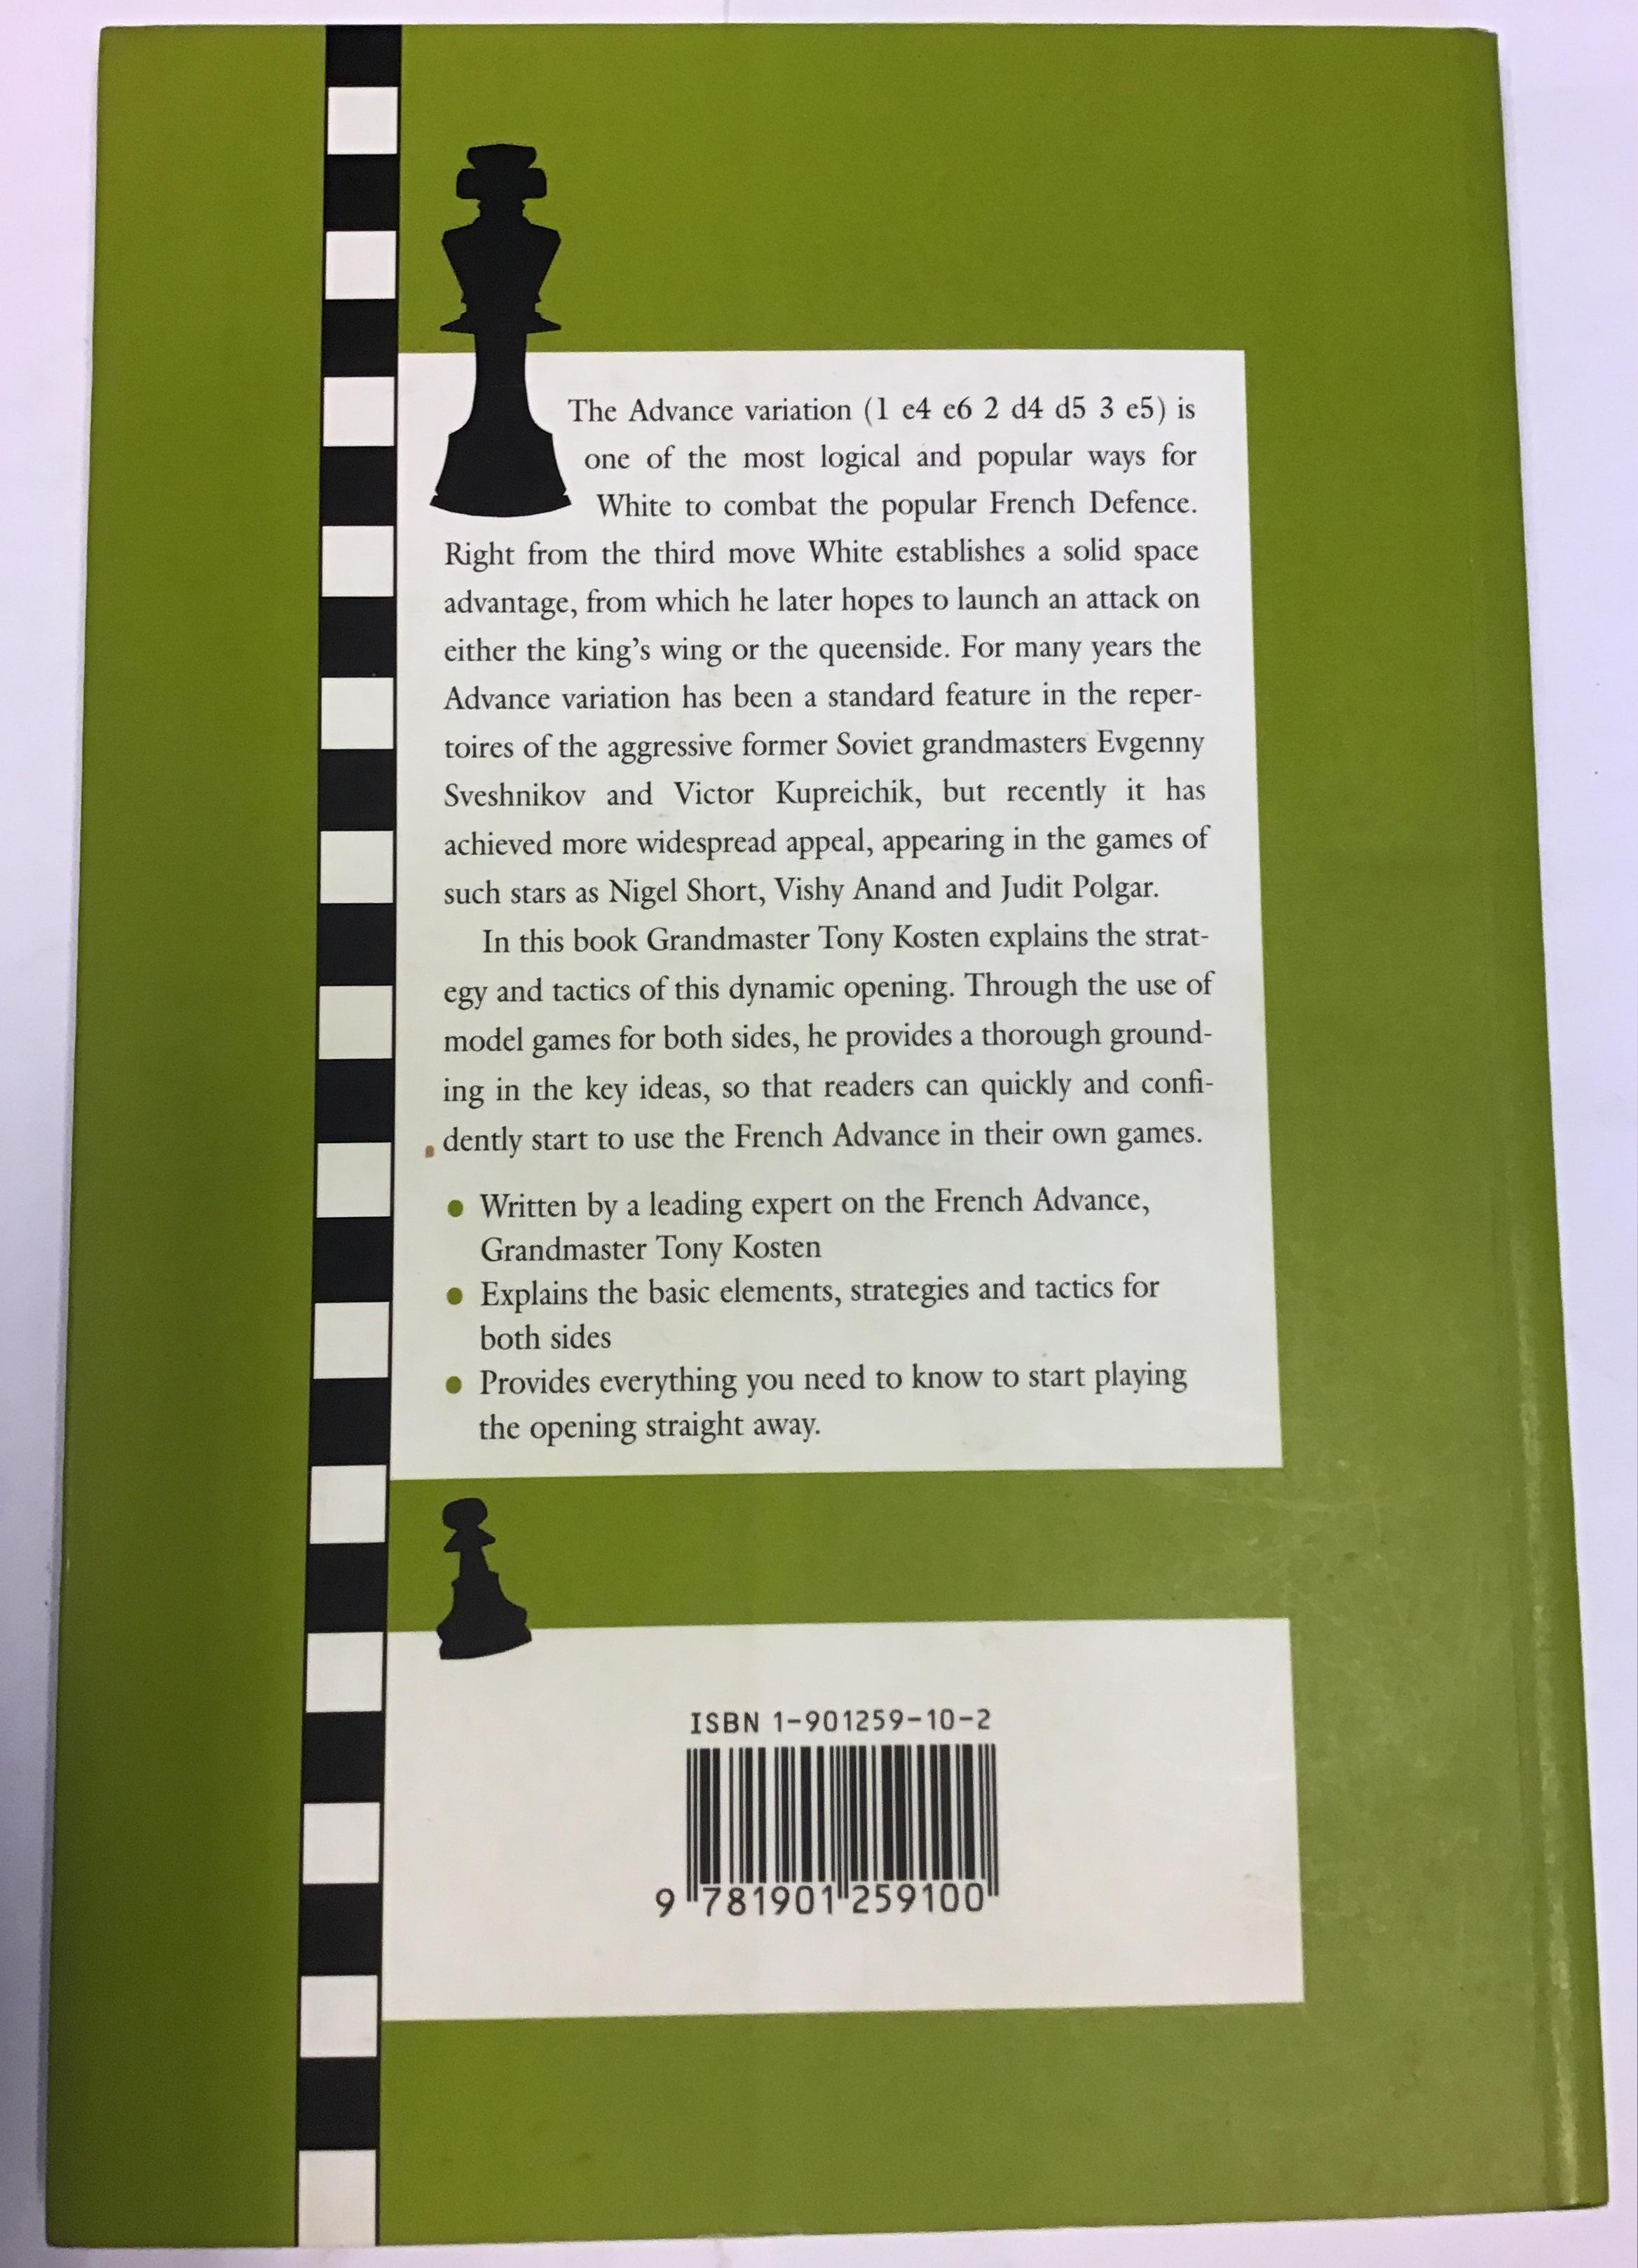 The Advance variation (1 e4 e6 2 d4 d5 3 e5) is
one of the most logical and popular ways for
White to combat the popular French Defence.
Right from the third move White establishes a solid space
advantage, from which he later hopes to launch an attack on
either the king's wing or the queenside. For many years the
Advance variation has been a standard feature in the reper-
toires of the aggressive former Soviet grandmasters Evgenny
Sveshnikov and Victor Kupreichik, but recently it has
achieved more widespread appeal, appearing in the games of
such stars as Nigel Short, Vishy Anand and Judit Polgar.
In this book Grandmaster Tony Kosten explains the strat-
egy and tactics of this dynamic opening. Through the use of
model games for both sides, he provides a thorough ground-
ing in the key ideas, so that readers can quickly and confi-
dently start to use the French Advance in their own games.
• Written by a leading expert on the French Advance,
Grandmaster Tony Kosten
• Explains the basic elements, strategies and tactics for
both sides
• Provides everything you need to know to start playing
the opening straight away.
ISBN 1-901259-10-2
9 781901 259100